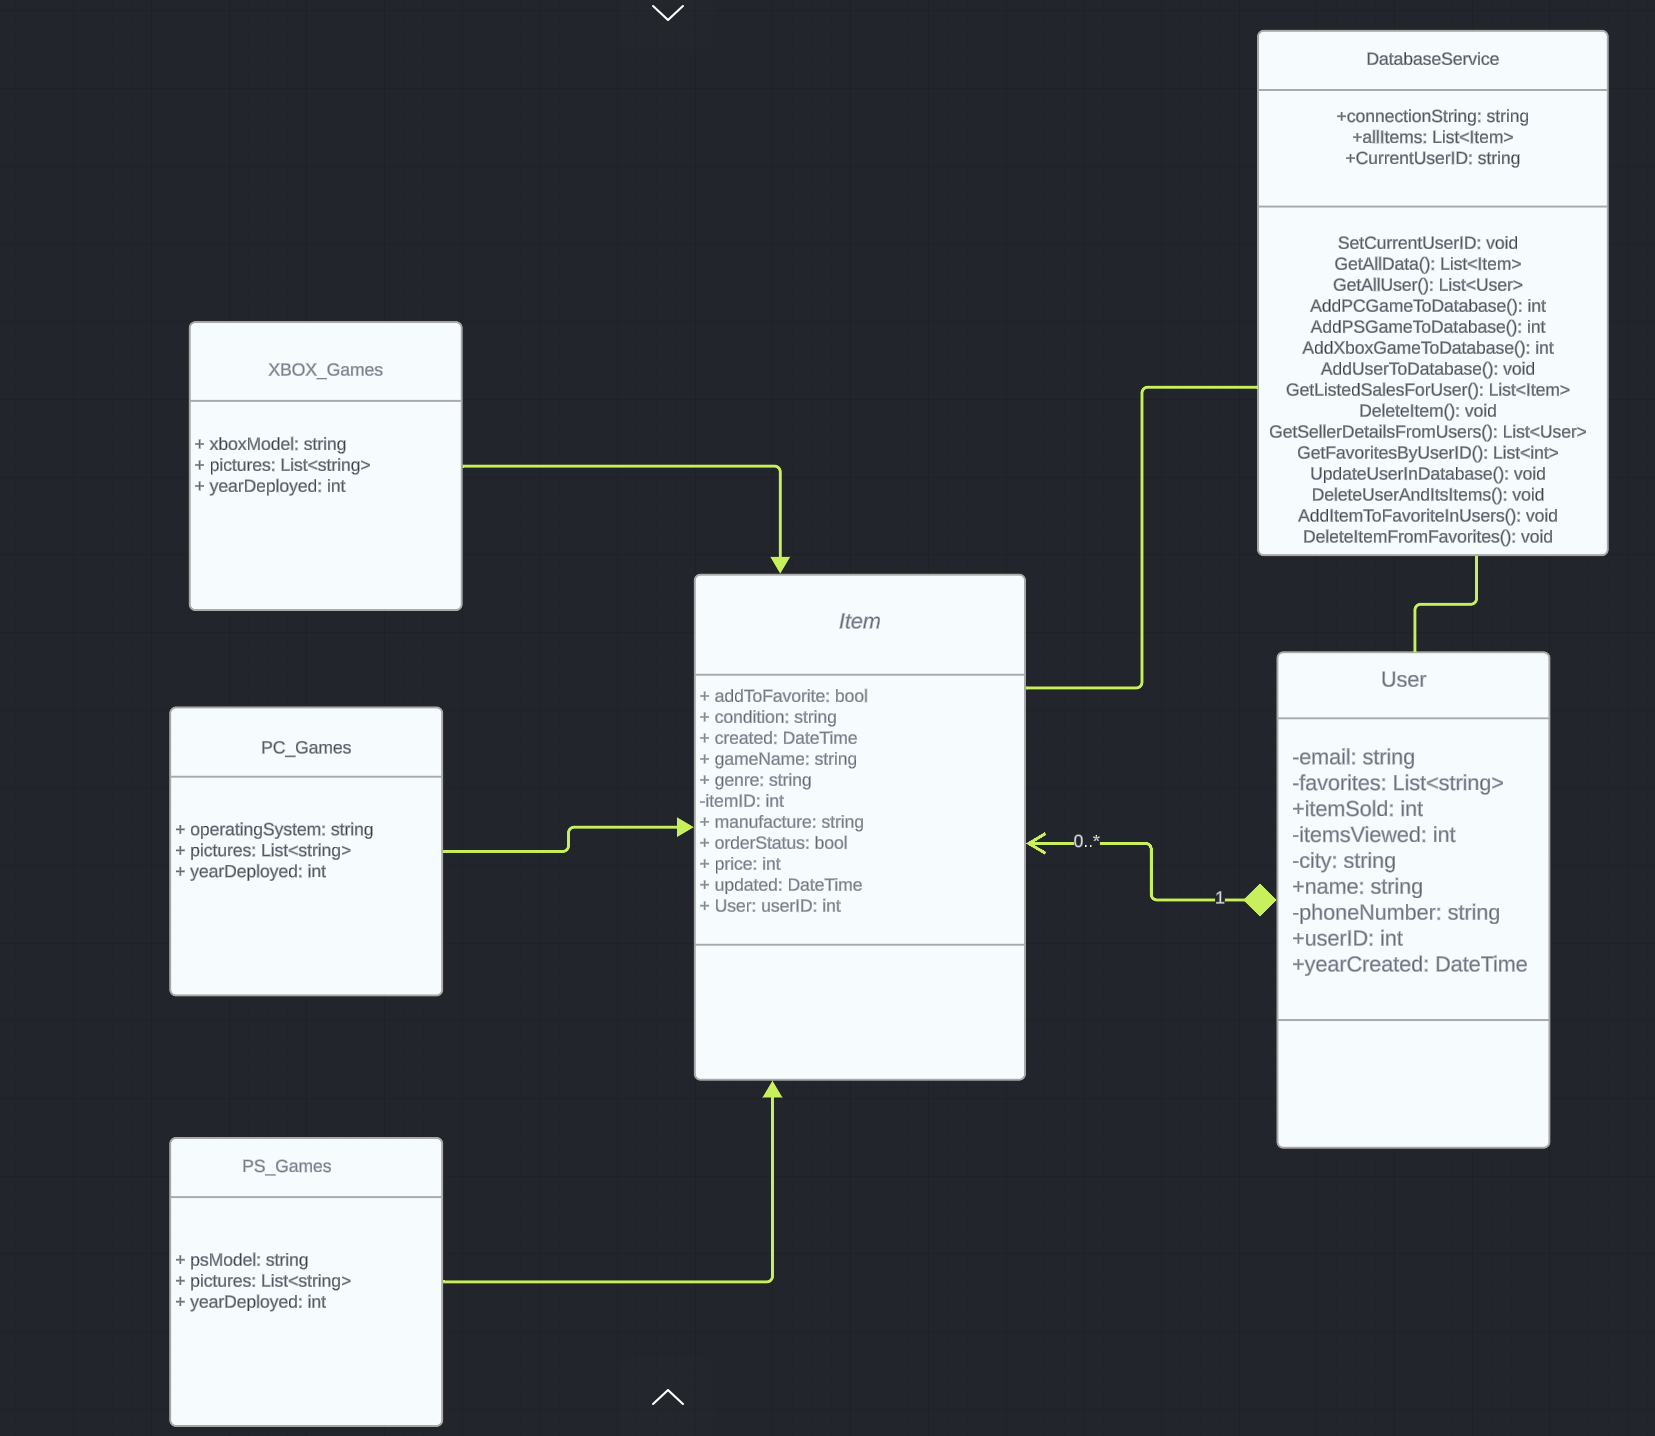 DatabaseService
+connectionString: string
+allItems: List<Item>
+CurrentUserID: string
SetCurrentUserID: void
GetAllData(): List<Item>
GetAllUser(): List<User>
AddPCGameToDatabase(): int
AddPSGameToDatabase(): int
AddXboxGameToDatabase(): int
AddUserToDatabase(): void
GetListedSalesForUser(): List<Item>
DeleteItem(): void
GetSellerDetailsFromUsers(): List<User>
GetFavoritesByUserID(): List<int>
UpdateUserInDatabase(): void
DeleteUserAndItsItems(): void
AddItemToFavoriteInUsers(): void
DeleteItemFromFavorites(): void
XBOX_Games
+ xboxModel: string
+ pictures: List<string>
+ yearDeployed: int
Item
+ addToFavorite: bool
+ condition: string
+ created: DateTime
+ gameName: string
+ genre: string
-itemID: int
+ manufacture: string
+ orderStatus: bool
+ price: int
+ updated: DateTime
+ User: userID: int
0..*
1
User
-email: string
-favorites: List<string>
+itemSold: int
-itemsViewed: int
-city: string
+name: string
-phoneNumber: string
+userID: int
+yearCreated: DateTime
PC_Games
+ operatingSystem: string
+ pictures: List<string>
+ yearDeployed: int
PS_Games
+ psModel: string
+ pictures: List<string>
+ yearDeployed: int